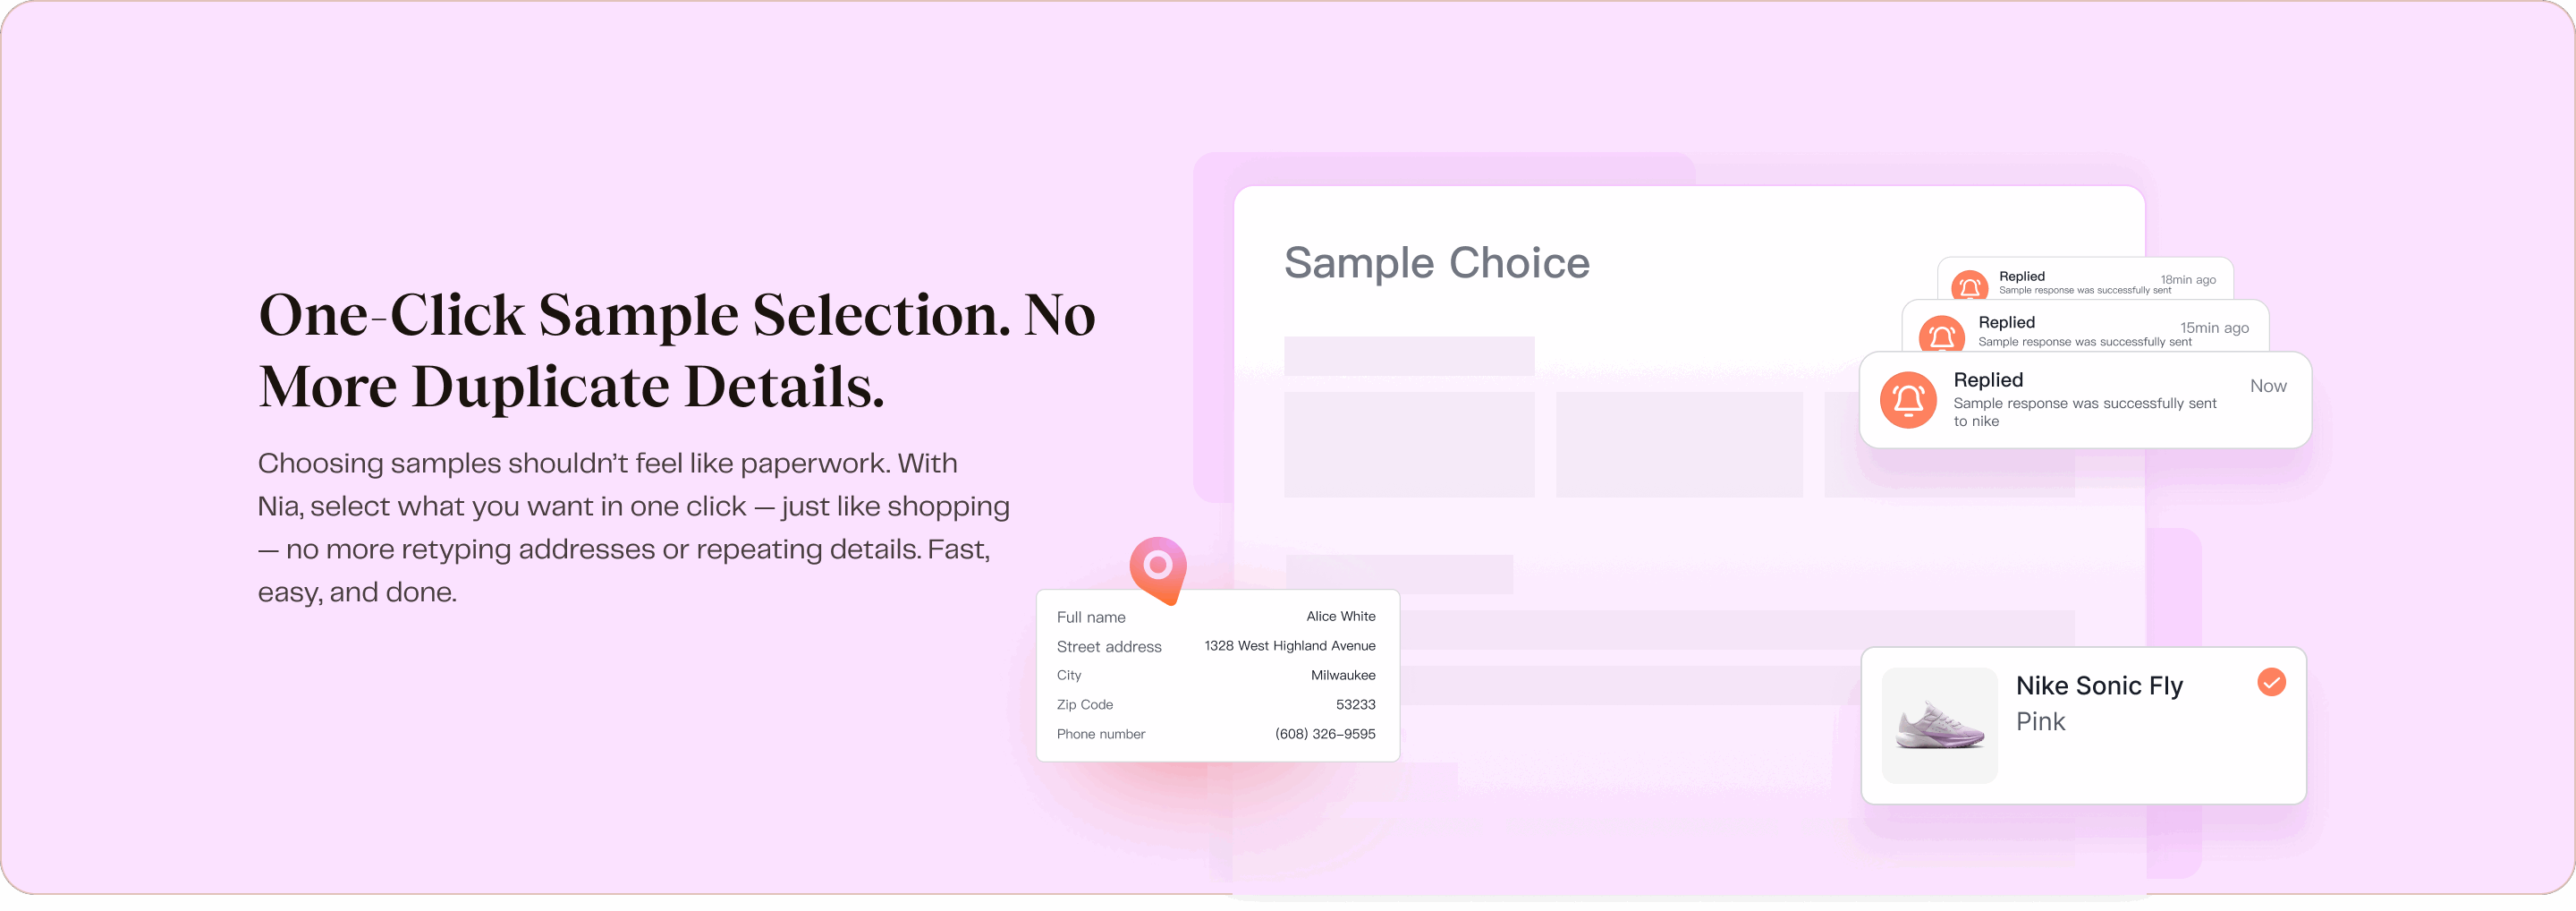 One-Click Sample Selection. No
More Duplicate Details.
Choosing samples shouldn’t feel like paperwork. With
Nia, select what you want in one click — just like shopping
— no more retyping addresses or repeating details. Fast,
easy, and done.
Sample Choice
Replied
18min ago
Sample response was successfully sent
Replied
15min ago
Sample response was successfully sent
Replied
Now
Sample response was successfully sent
to nike
Full name Alice White
Street address 1328 West Highland Avenue
City Milwaukee
Zip Code 53233
Phone number (608) 326–9595
Nike Sonic Fly
Pink